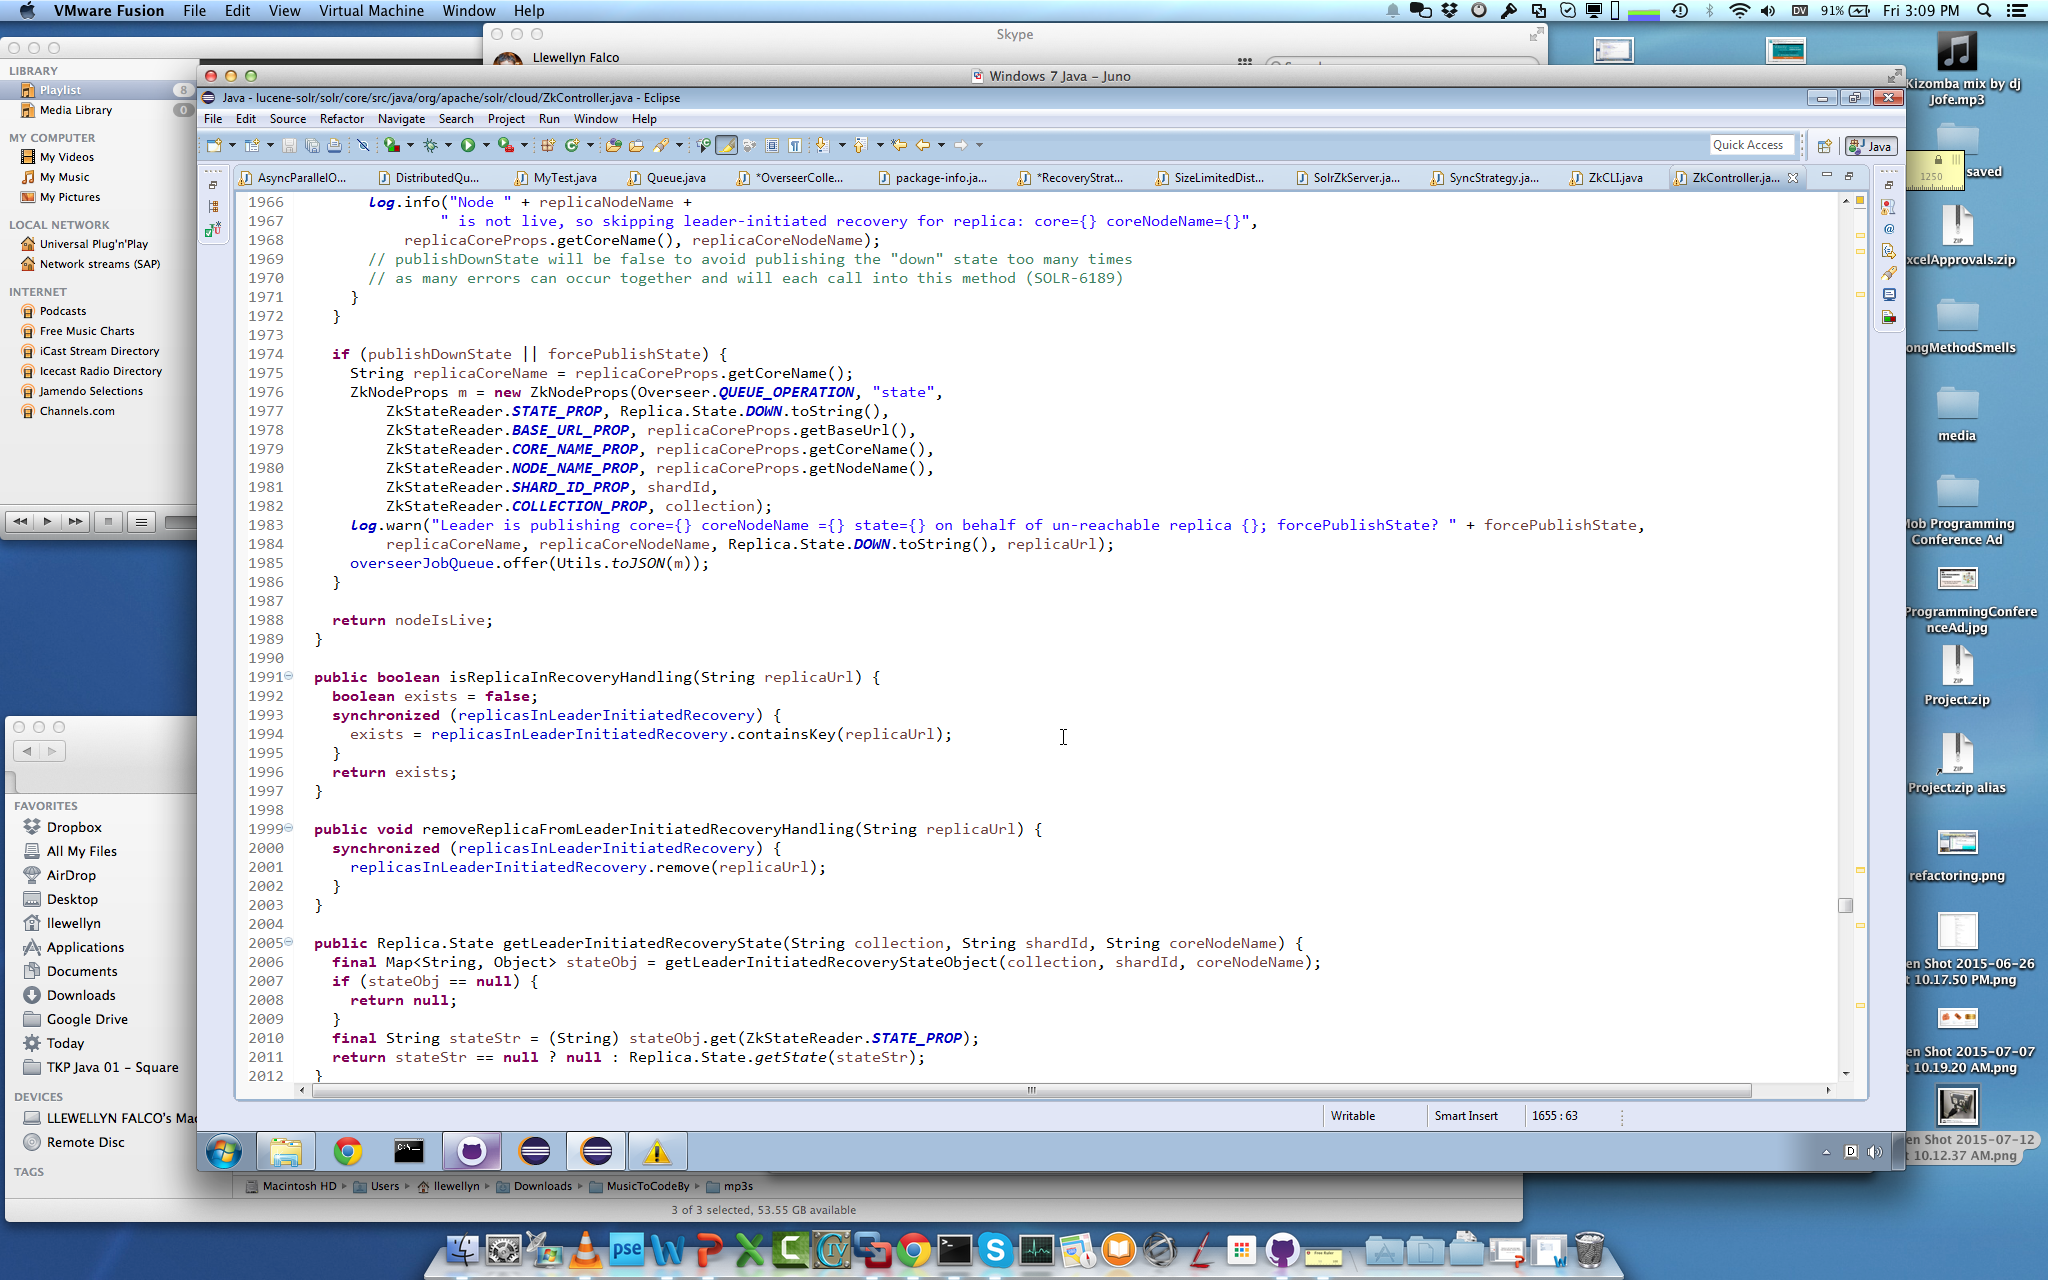 VMware Fusion File Edit View Virtual Machine Window Help
DV 91% Fri 3:09 PM
Skype
Llewellyn Falco
LIBRARY
Playlist 8
Media Library 0
MY COMPUTER
My Videos
My Music
My Pictures
LOCAL NETWORK
Universal Plug'n'Play
Network streams (SAP)
INTERNET
Podcasts
Free Music Charts
iCast Stream Directory
Icecast Radio Directory
Jamendo Selections
Channels.com
FAVORITES
Dropbox
All My Files
AirDrop
Desktop
llewellyn
Applications
Documents
Downloads
Google Drive
Today
TKP Java 01 – Square
DEVICES
LLEWELLYN FALCO's Mac
Remote Disc
TAGS
Windows 7 Java – Juno
Java - lucene-solr/solr/core/src/java/org/apache/solr/cloud/ZkController.java - Eclipse
File Edit Source Refactor Navigate Search Project Run Window Help
Quick Access Java
AsyncParallelO... DistributedQu... MyTest.java Queue.java *OverseerColle... package-info.ja... *RecoveryStrat... SizeLimitedDist... SolrZkServer.ja... SyncStrategy.ja... ZkCLI.java ZkController.ja...
1966 log.info("Node " + replicaNodeName +
1967 " is not live, so skipping leader-initiated recovery for replica: core={} coreNodeName={}",
1968 replicaCoreProps.getCoreName(), replicaCoreNodeName);
1969 // publishDownState will be false to avoid publishing the "down" state too many times
1970 // as many errors can occur together and will each call into this method (SOLR-6189)
1971 }
1972 }
1973
1974 if (publishDownState || forcePublishState) {
1975 String replicaCoreName = replicaCoreProps.getCoreName();
1976 ZkNodeProps m = new ZkNodeProps(Overseer.QUEUE_OPERATION, "state",
1977 ZkStateReader.STATE_PROP, Replica.State.DOWN.toString(),
1978 ZkStateReader.BASE_URL_PROP, replicaCoreProps.getBaseUrl(),
1979 ZkStateReader.CORE_NAME_PROP, replicaCoreProps.getCoreName(),
1980 ZkStateReader.NODE_NAME_PROP, replicaCoreProps.getNodeName(),
1981 ZkStateReader.SHARD_ID_PROP, shardId,
1982 ZkStateReader.COLLECTION_PROP, collection);
1983 log.warn("Leader is publishing core={} coreNodeName ={} state={} on behalf of un-reachable replica {}; forcePublishState? " + forcePublishState,
1984 replicaCoreName, replicaCoreNodeName, Replica.State.DOWN.toString(), replicaUrl);
1985 overseerJobQueue.offer(Utils.toJSON(m));
1986 }
1987
1988 return nodeIsLive;
1989 }
1990
1991 public boolean isReplicaInRecoveryHandling(String replicaUrl) {
1992 boolean exists = false;
1993 synchronized (replicasInLeaderInitiatedRecovery) {
1994 exists = replicasInLeaderInitiatedRecovery.containsKey(replicaUrl);
1995 }
1996 return exists;
1997 }
1998
1999 public void removeReplicaFromLeaderInitiatedRecoveryHandling(String replicaUrl) {
2000 synchronized (replicasInLeaderInitiatedRecovery) {
2001 replicasInLeaderInitiatedRecovery.remove(replicaUrl);
2002 }
2003 }
2004
2005 public Replica.State getLeaderInitiatedRecoveryState(String collection, String shardId, String coreNodeName) {
2006 final Map<String, Object> stateObj = getLeaderInitiatedRecoveryStateObject(collection, shardId, coreNodeName);
2007 if (stateObj == null) {
2008 return null;
2009 }
2010 final String stateStr = (String) stateObj.get(ZkStateReader.STATE_PROP);
2011 return stateStr == null ? null : Replica.State.getState(stateStr);
2012 }
Writable Smart Insert 1655 : 63
D
Macintosh HD Users llewellyn Downloads MusicToCodeBy mp3s
3 of 3 selected, 53.55 GB available
pse
Kizomba mix by dj
Jofe.mp3
1250
saved
ZIP
xcelApprovals.zip
ongMethodSmells
media
Mob Programming
Conference Ad
ProgrammingConfere
nceAd.jpg
ZIP
Project.zip
ZIP
Project.zip alias
refactoring.png
en Shot 2015-06-26
t 10.17.50 PM.png
en Shot 2015-07-07
t 10.19.20 AM.png
en Shot 2015-07-12
t 10.12.37 AM.png